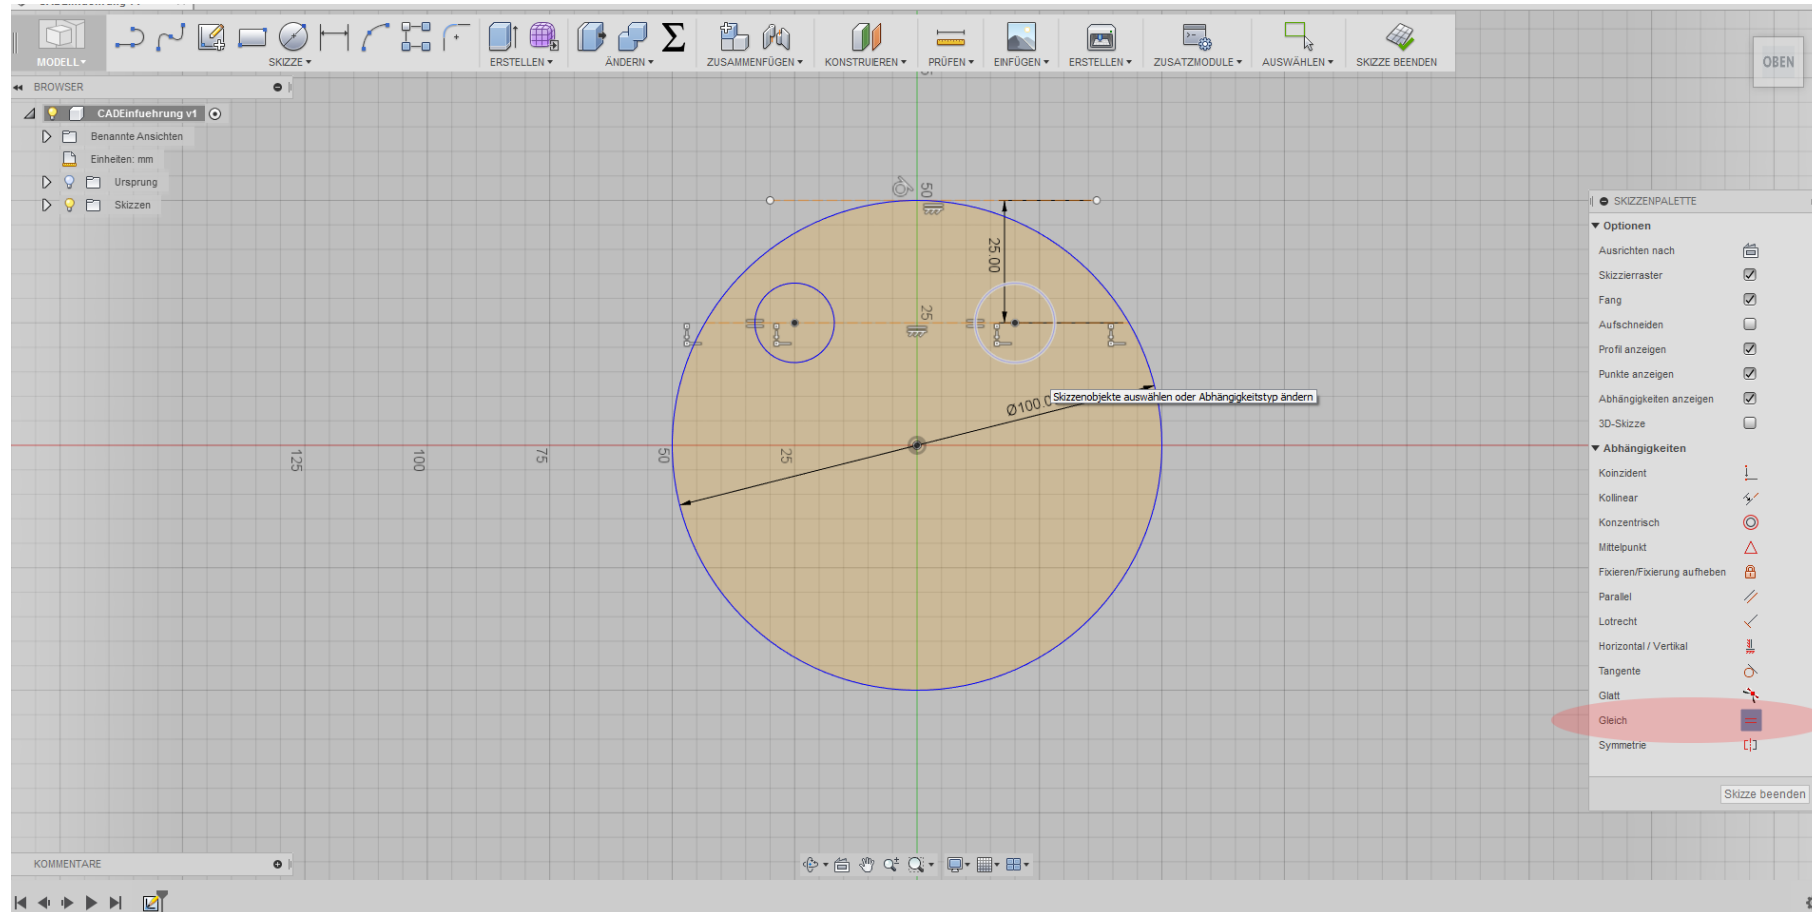 MODELL
SKIZZE
ERSTELLEN
ÄNDERN
ZUSAMMENFÜGEN
KONSTRUIEREN
PRÜFEN
EINFÜGEN
ERSTELLEN
ZUSATZMODULE
AUSWÄHLEN
SKIZZE BEENDEN
OBEN
BROWSER
CADEinfuehrung v1
Benannte Ansichten
Einheiten: mm
Ursprung
Skizzen
50
25.00
25
Ø100.0
Skizzenobjekte auswählen oder Abhängigkeitstyp ändern
125
100
75
50
25
SKIZZENPALETTE
Optionen
Ausrichten nach
Skizzierraster
Fang
Aufschneiden
Profil anzeigen
Punkte anzeigen
Abhängigkeiten anzeigen
3D-Skizze
Abhängigkeiten
Koinzident
Kollinear
Konzentrisch
Mittelpunkt
Fixieren/Fixierung aufheben
Parallel
Lotrecht
Horizontal / Vertikal
Tangente
Glatt
Gleich
Symmetrie
Skizze beenden
KOMMENTARE